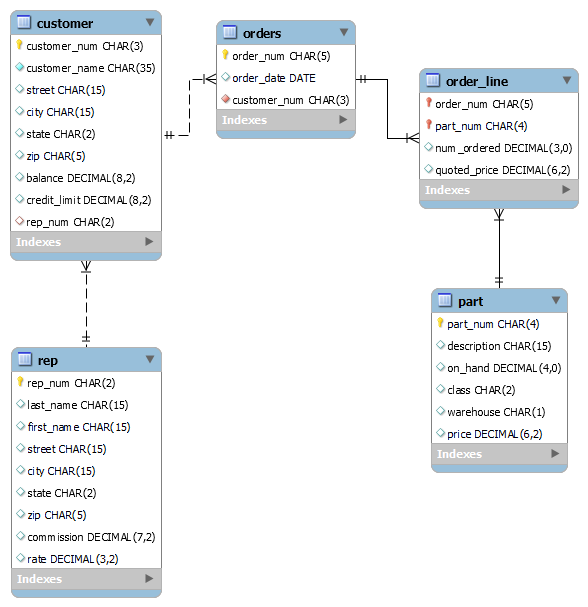 customer
customer_num CHAR(3)
customer_name CHAR(35)
street CHAR(15)
city CHAR(15)
state CHAR(2)
zip CHAR(5)
balance DECIMAL(8,2)
credit_limit DECIMAL(8,2)
rep_num CHAR(2)
Indexes
orders
order_num CHAR(5)
order_date DATE
customer_num CHAR(3)
Indexes
order_line
order_num CHAR(5)
part_num CHAR(4)
num_ordered DECIMAL(3,0)
quoted_price DECIMAL(6,2)
Indexes
rep
rep_num CHAR(2)
last_name CHAR(15)
first_name CHAR(15)
street CHAR(15)
city CHAR(15)
state CHAR(2)
zip CHAR(5)
commission DECIMAL(7,2)
rate DECIMAL(3,2)
Indexes
part
part_num CHAR(4)
description CHAR(15)
on_hand DECIMAL(4,0)
class CHAR(2)
warehouse CHAR(1)
price DECIMAL(6,2)
Indexes